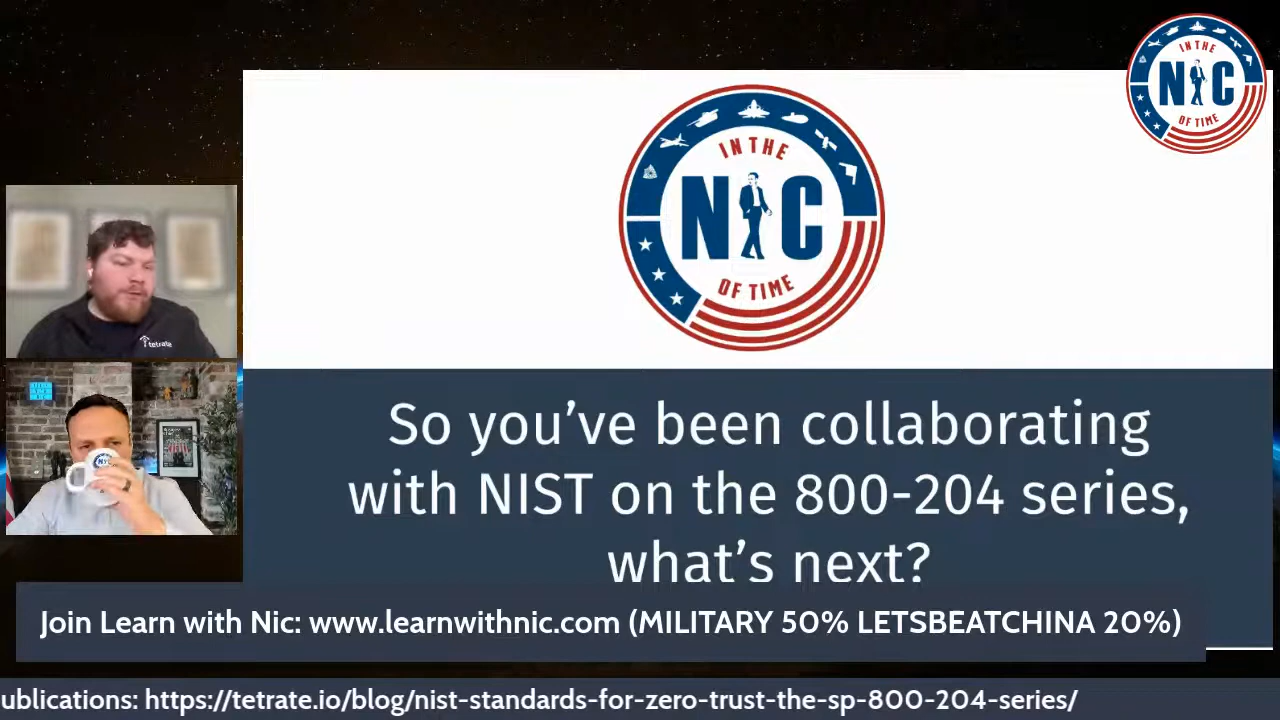 IN THE
NIC
OF TIME
IN THE
NIC
OF TIME
tetrate
So you’ve been collaborating
with NIST on the 800-204 series,
what’s next?
Join Learn with Nic: www.learnwithnic.com (MILITARY 50% LETSBEATCHINA 20%)
ublications: https://tetrate.io/blog/nist-standards-for-zero-trust-the-sp-800-204-series/